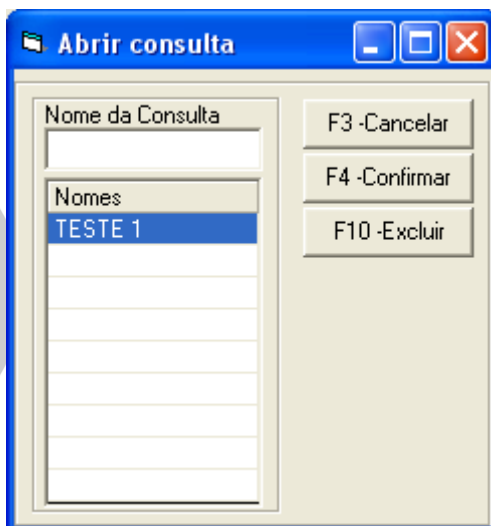 Abrir consulta
Nome da Consulta
Nomes
TESTE 1
F3 -Cancelar
F4 -Confirmar
F10 -Excluir